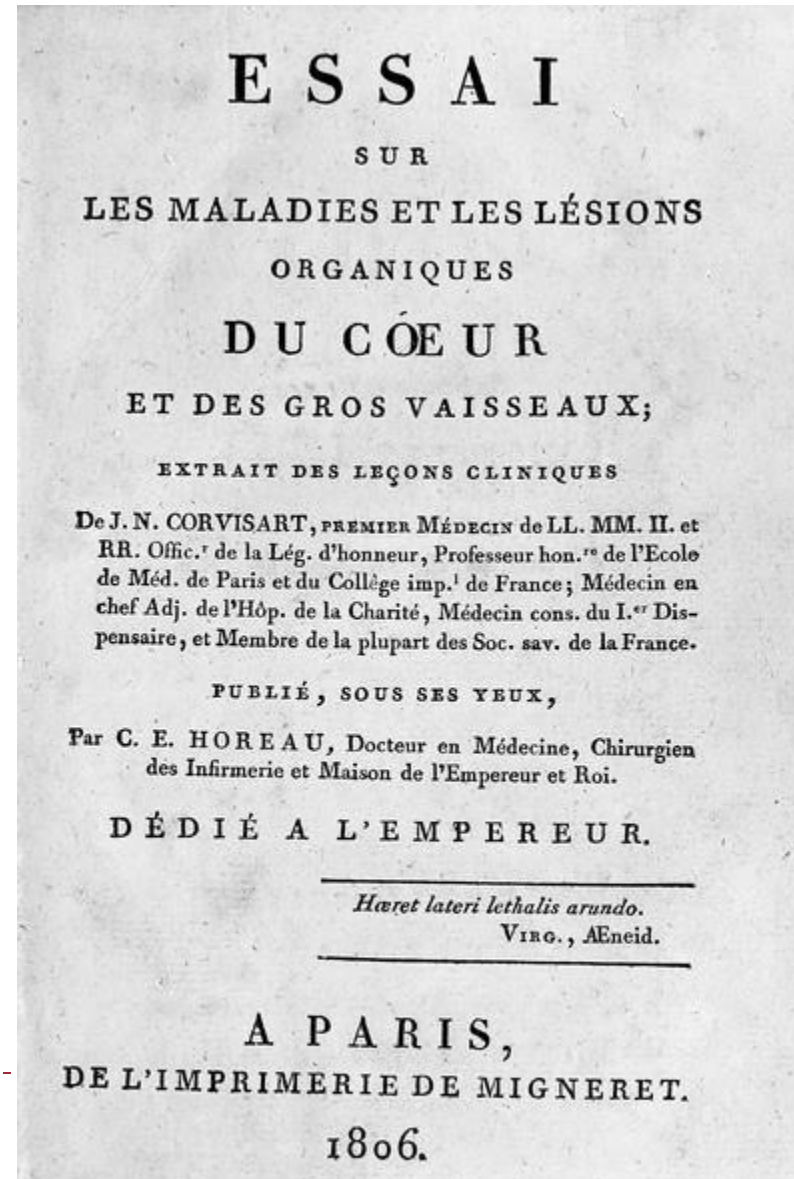 ESSAI
SUR
LES MALADIES ET LES LÉSIONS
ORGANIQUES
DU CŒUR
ET DES GROS VAISSEAUX;
EXTRAIT DES LEÇONS CLINIQUES
De J. N. CORVISART, PREMIER MÉDECIN de LL. MM. II. et
RR. Offic.r de la Lég. d'honneur, Professeur hon.re de l'Ecole
de Méd. de Paris et du Collège imp.l de France; Médecin en
chef Adj. de l'Hôp. de la Charité, Médecin cons. du I.er Dis-
pensaire, et Membre de la plupart des Soc. sav. de la France.
PUBLIÉ, SOUS SES YEUX,
Par C. E. HOREAU, Docteur en Médecine, Chirurgien
des Infirmerie et Maison de l'Empereur et Roi.
DÉDIÉ A L'EMPEREUR.
Hæret lateri lethalis arundo.
VIRG., Æneid.
A PARIS,
DE L'IMPRIMERIE DE MIGNERET.
1806.